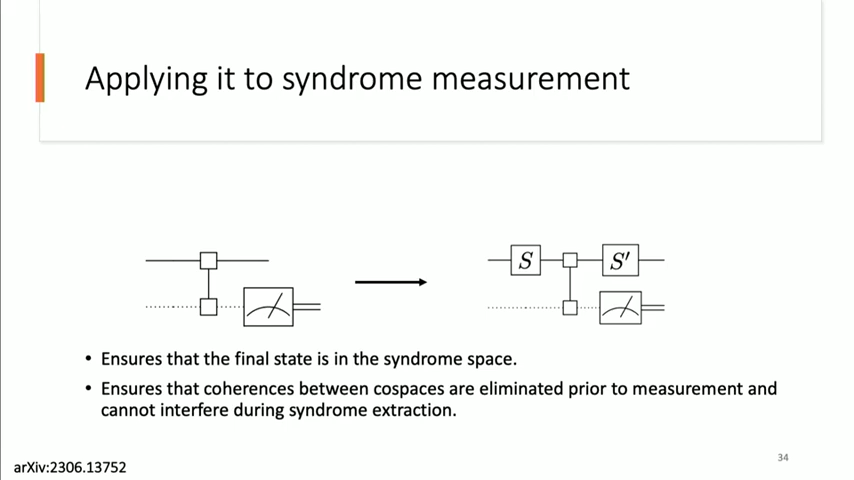 Applying it to syndrome measurement
S
S′
• Ensures that the final state is in the syndrome space.
• Ensures that coherences between cospaces are eliminated prior to measurement and
cannot interfere during syndrome extraction.
34
arXiv:2306.13752